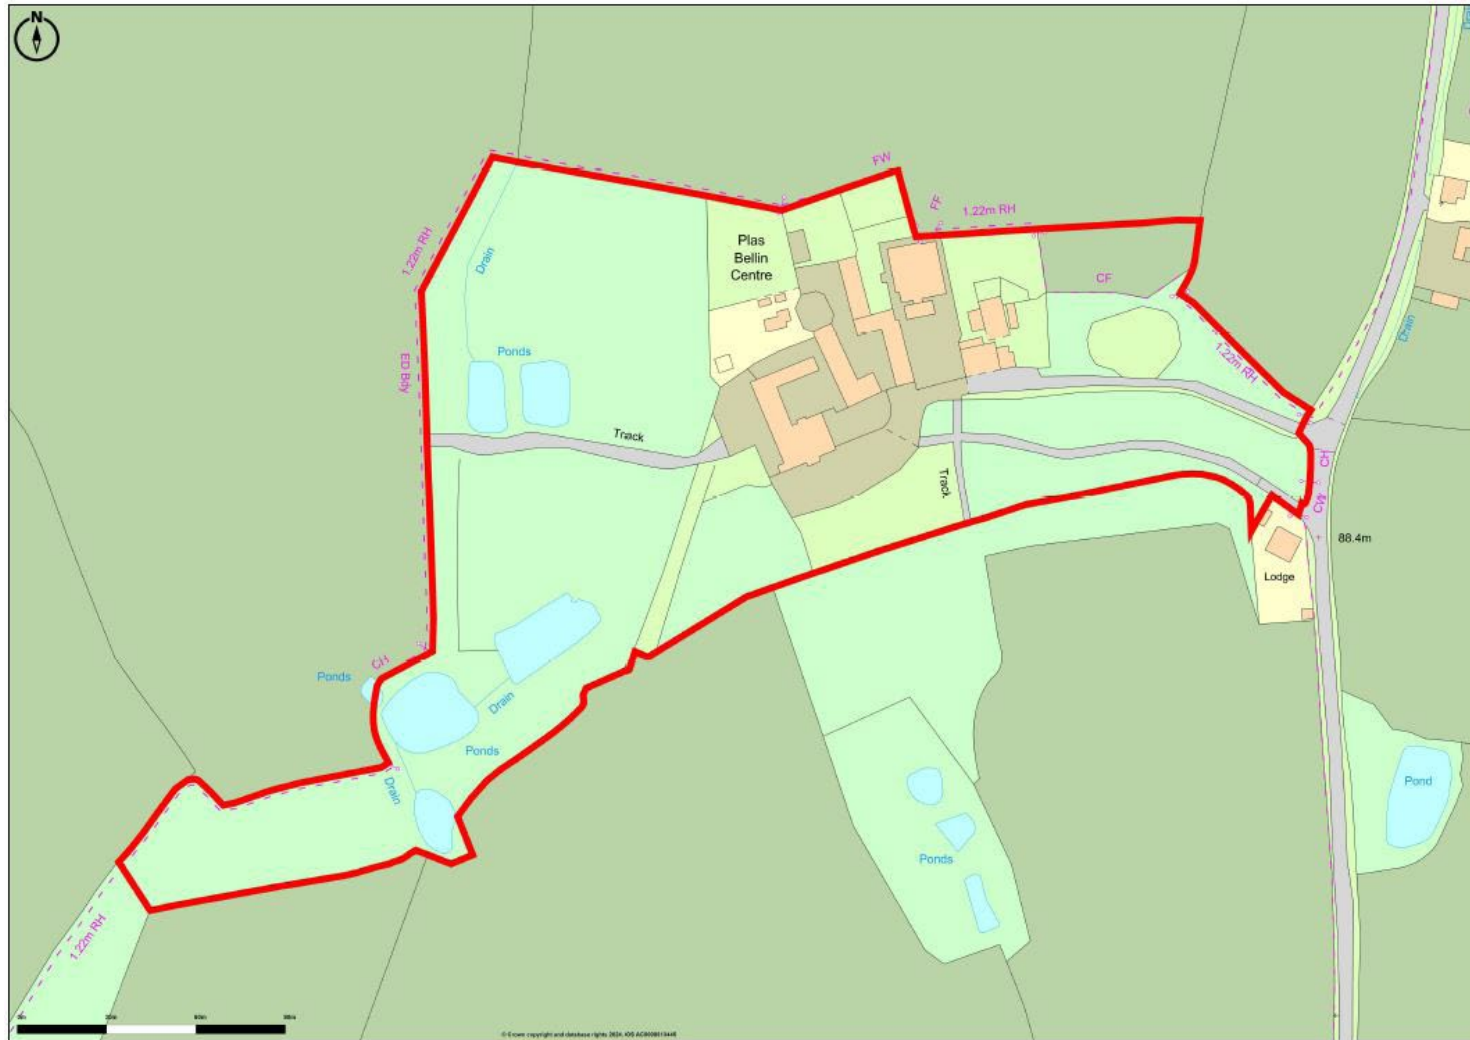 N
Drain
FW
FF
1.22m RH
1.22m RH
Plas
Bellin
Centre
Drain
CF
Drain
1.22m RH
Ponds
ED Bdy
Track
CH
Track
CW
88.4m
Lodge
CH
Ponds
Drain
Ponds
Drain
Pond
Ponds
1.22m RH